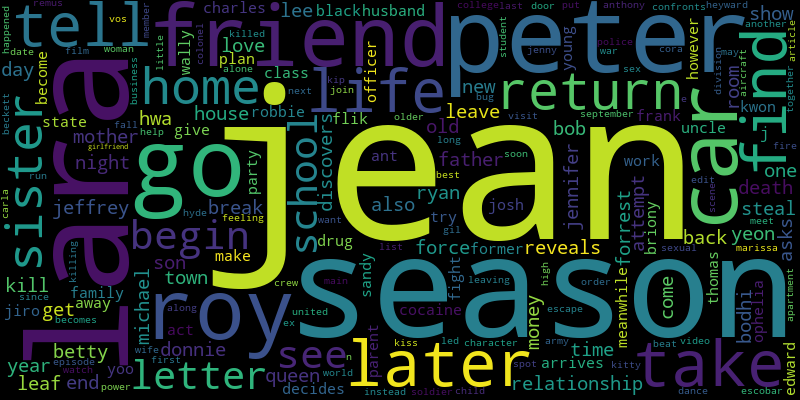 jean
season
peter
lara
friend
later
go
roy
life
car
find
take
home
return
tell
sister
begin
school
letter
see
charles
lee
blackhusband
show
love
wally
plan
day
become
class
house
robbie
state
hwa
give
mother
night
jeffrey
break
party
discovers
officer
flik
ant
old
father
also
ryan
josh
try
force
former
reveals
new
leave
bob
young
however
room
kwon
frank
uncle
jennifer
work
attempt
briony
forrest
back
yeon
death
steal
one
asks
thomas
bodhi
ophelia
come
meanwhile
money
time
arrives
relationship
edward
kill
son
town
make
drug
sandy
fight
cocaine
family
get
away
jiro
michael
act
donnie
betty
yoo
year
leaf
end
queen
decides
parent
remus
vos
member
happened
date
film
woman
little
business
killed
alone
colonel
kip
join
next
bug
student
jenny
war
police
sex
college
last
door
put
anthony
confronts
heyward
cora
may
another
division
aircraft
together
article
september
older
long
visit
best
soon
fire
beckett
fall
help
girlfriend
run
carla
hyde
feeling
want
gil
list
edit
scene
sexual
meet
marissa
killing
since
becomes
crew
main
high
leaving
order
united
along
ex
escape
apartment
wife
first
episode
watch
power
world
instead
kiss
led
character
soldier
army
child
spot
beat
video
kitty
dance
escobar
j
n